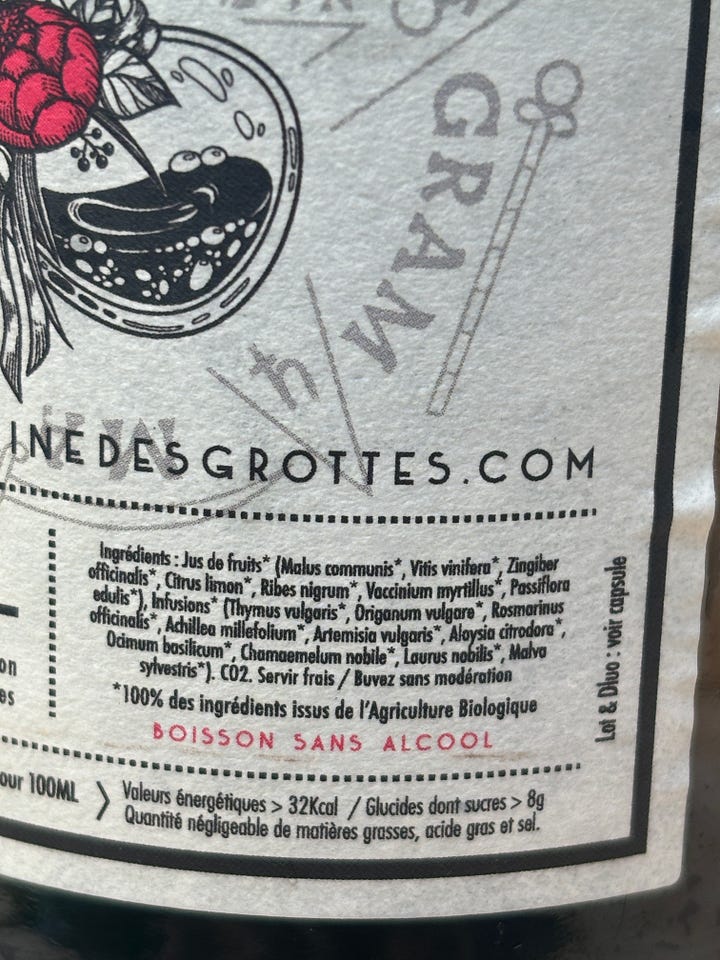 GRAM
4
INEDESGROTTES.COM
Ingrédients : Jus de fruits* (Malus communis*, Vitis vinifera*, Zingiber
officinalis*, Citrus limon*, Ribes nigrum*, Vaccinium myrtillus*, Passiflora
edulis*), Infusions* (Thymus vulgaris*, Origanum vulgare*, Rosmarinus
officinalis*, Achillea millefolium*, Artemisia vulgaris*, Aloysia citrodora*,
Ocimum basilicum*, Chamaemelum nobile*, Laurus nobilis*, Malva
sylvestris*). CO2. Servir frais / Buvez sans modération
*100% des ingrédients issus de l'Agriculture Biologique
BOISSON SANS ALCOOL
Lot & Dluo : voir capsule
on
es
our 100ML
Valeurs énergétiques > 32Kcal / Glucides dont sucres > 8g
Quantité négligeable de matières grasses, acide gras et sel.